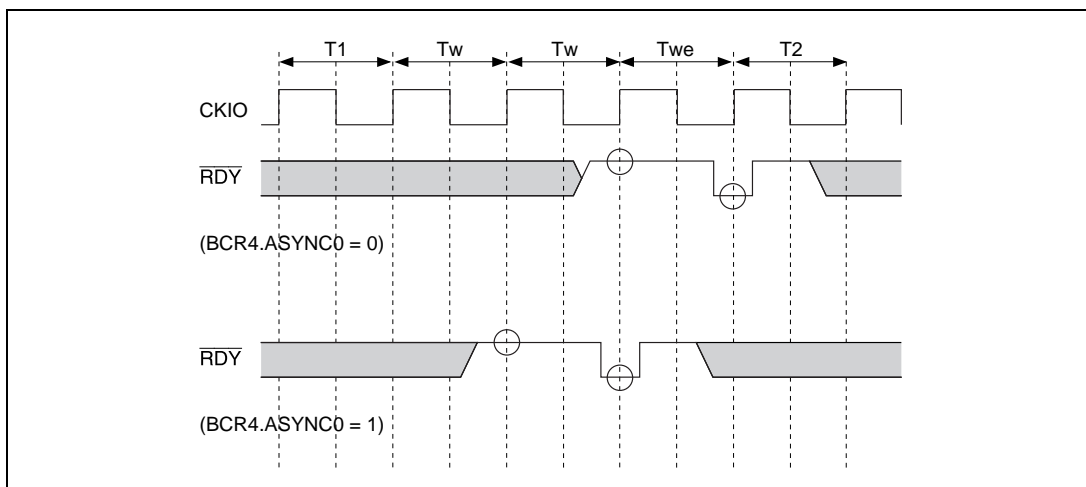 T1 Tw Tw Twe T2
CKIO
RDY
(BCR4.ASYNC0 = 0)
RDY
(BCR4.ASYNC0 = 1)